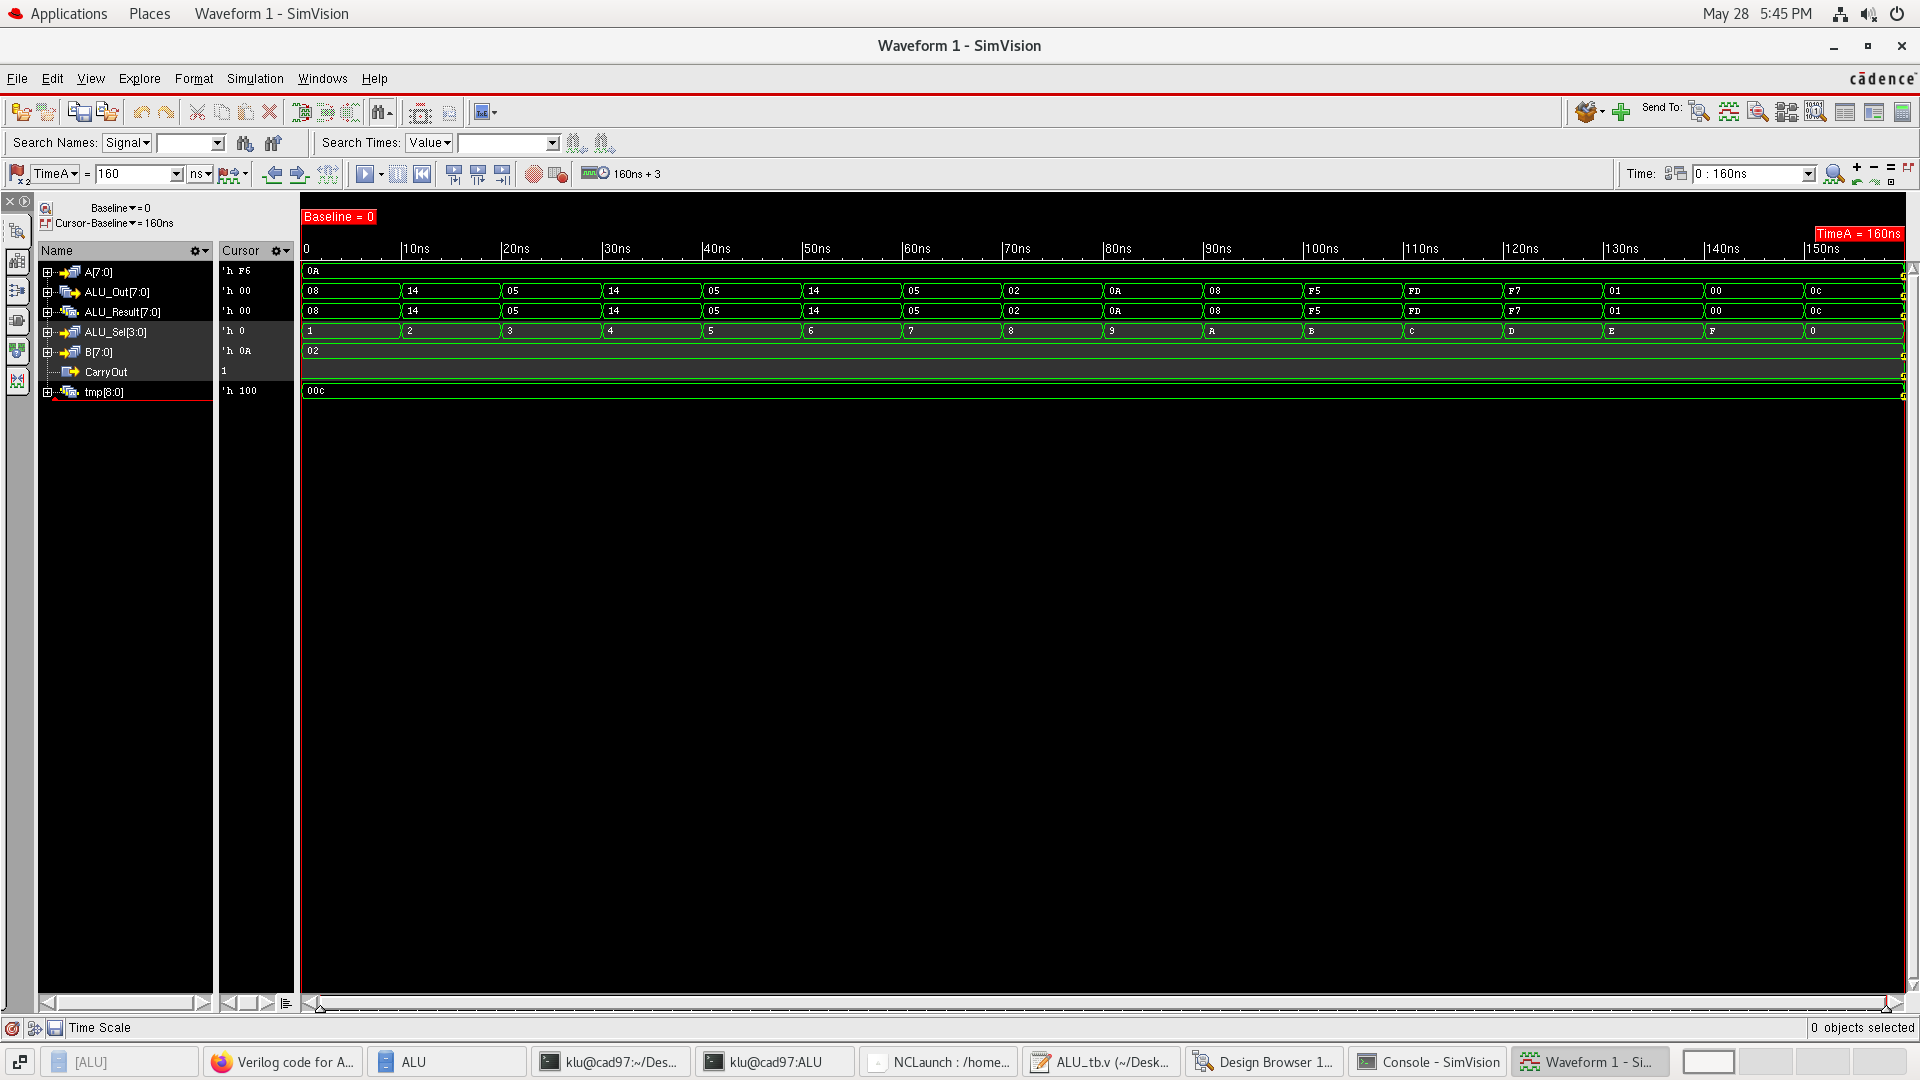 Applications Places Waveform 1 - SimVision May 28 5:45 PM
Waveform 1 - SimVision
File Edit View Explore Format Simulation Windows Help cādence
Send To:
Search Names: Signal Search Times: Value
TimeA = 160 ns 160ns + 3 Time: 0 : 160ns
Baseline = 0
Cursor-Baseline = 160ns
Baseline = 0
TimeA = 160ns
Name Cursor 0 10ns 20ns 30ns 40ns 50ns 60ns 70ns 80ns 90ns 100ns 110ns 120ns 130ns 140ns 150ns
A[7:0] 'h F6 0A
ALU_Out[7:0] 'h 00 08 14 05 14 05 14 05 02 0A 08 F5 FD F7 01 00 0C
ALU_Result[7:0] 'h 00 08 14 05 14 05 14 05 02 0A 08 F5 FD F7 01 00 0C
ALU_Sel[3:0] 'h 0 1 2 3 4 5 6 7 8 9 A B C D E F 0
B[7:0] 'h 0A 02
CarryOut 1
tmp[8:0] 'h 100 00C
Time Scale 0 objects selected
[ALU] Verilog code for A... ALU klu@cad97:~/Des... klu@cad97:ALU NCLaunch : /home... ALU_tb.v (~/Desk... Design Browser 1... Console - SimVision Waveform 1 - Si...